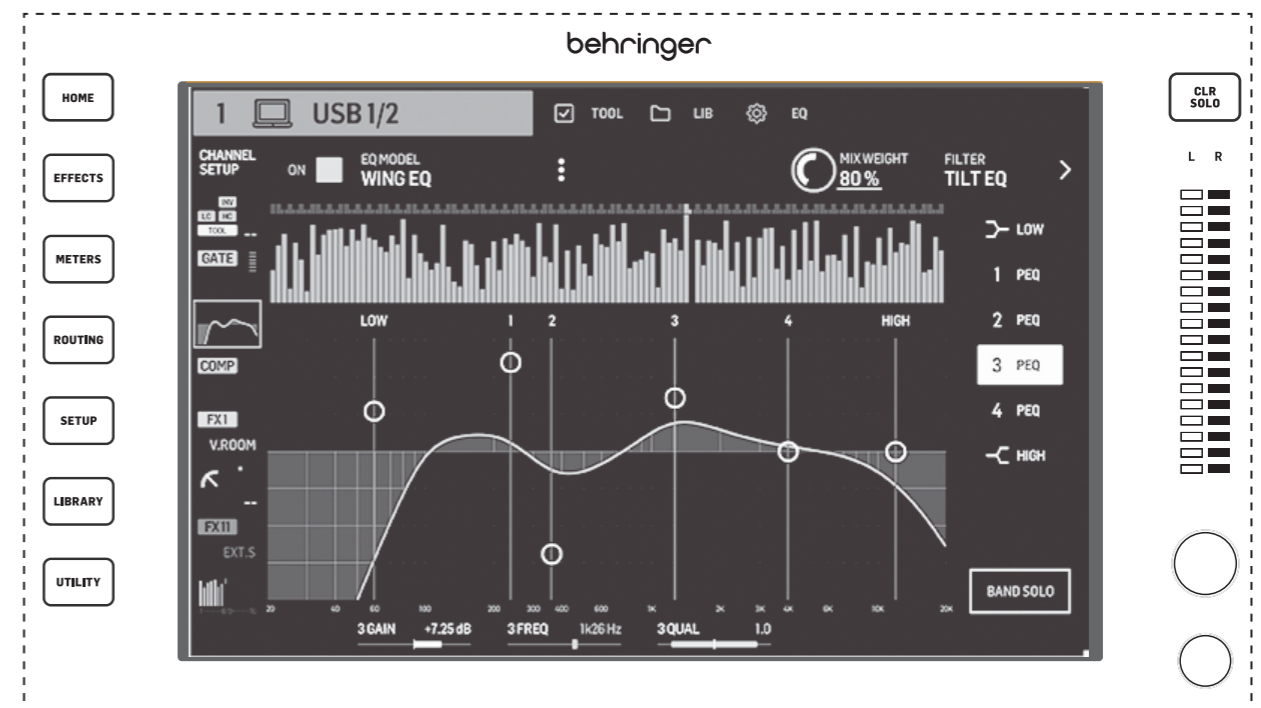 behringer
HOME
EFFECTS
METERS
ROUTING
SETUP
LIBRARY
UTILITY
1 USB 1/2 TOOL LIB EQ
CHANNEL SETUP
ON
EQ MODEL
WING EQ
MIX WEIGHT
80 %
FILTER
TILT EQ
INV
LC HC
TOOL --
GATE
COMP
FX1
V.ROOM
--
FX11
EXT.S
LOW 1 2 3 4 HIGH
20 40 60 100 200 300 400 600 1K 2K 3K 4K 6K 10K 20K
3 GAIN +7.25 dB 3 FREQ 1k26 Hz 3 QUAL 1.0
LOW
1 PEQ
2 PEQ
3 PEQ
4 PEQ
HIGH
BAND SOLO
CLR
SOLO
L R